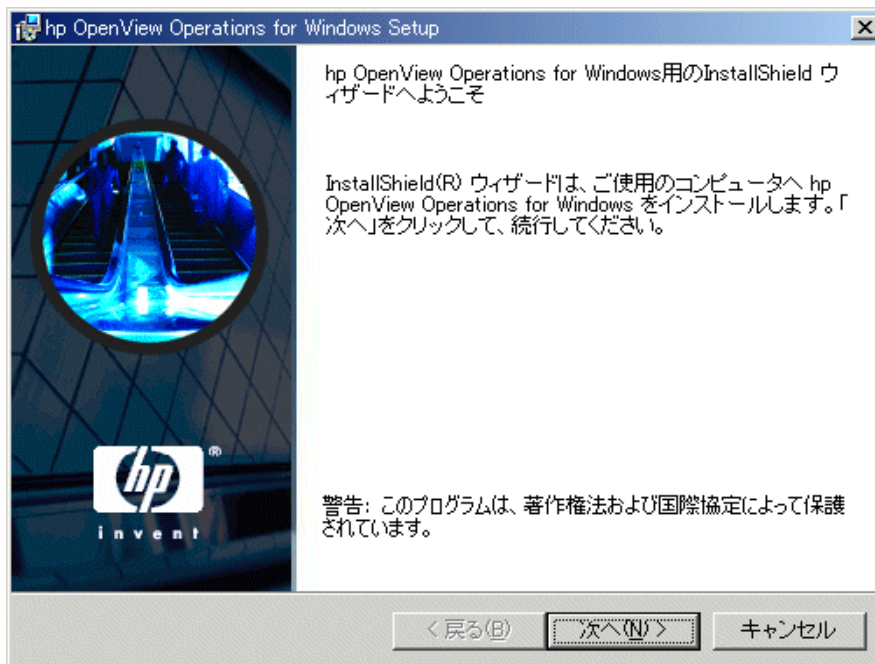 hp OpenView Operations for Windows Setup
hp OpenView Operations for Windows用のInstallShield ウ
ィザードへようこそ
InstallShield(R) ウィザードは、ご使用のコンピュータへ hp
OpenView Operations for Windows をインストールします。「
次へ」をクリックして、続行してください。
hp ®
invent
警告: このプログラムは、著作権法および国際協定によって保護
されています。
< 戻る(B)
次へ(N) >
キャンセル